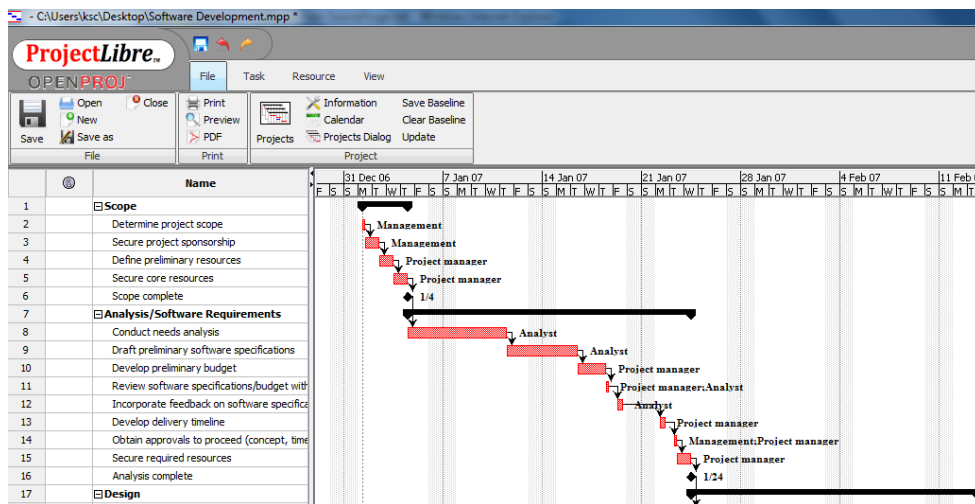 - C:\Users\ksc\Desktop\Software Development.mpp *
ProjectLibre TM
OPENPROJ
File Task Resource View
Save
Open
New
Save as
Close
File
Print
Preview
PDF
Print
Projects
Information
Calendar
Projects Dialog
Save Baseline
Clear Baseline
Update
Project
Name
31 Dec 06 7 Jan 07 14 Jan 07 21 Jan 07 28 Jan 07 4 Feb 07 11 Feb
F S S M T W T F S S M T W T F S S M T W T F S S M T W T F S S M T W T F S S M T W T F S S M T
1 Scope
2 Determine project scope Management
3 Secure project sponsorship Management
4 Define preliminary resources Project manager
5 Secure core resources Project manager
6 Scope complete 1/4
7 Analysis/Software Requirements
8 Conduct needs analysis Analyst
9 Draft preliminary software specifications Analyst
10 Develop preliminary budget Project manager
11 Review software specifications/budget with Project manager;Analyst
12 Incorporate feedback on software specifica Analyst
13 Develop delivery timeline Project manager
14 Obtain approvals to proceed (concept, time Management;Project manager
15 Secure required resources Project manager
16 Analysis complete 1/24
17 Design